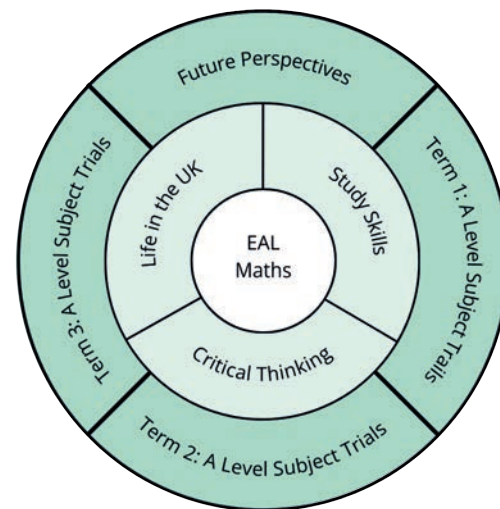 Future Perspectives
Term 1: A Level Subject Trails
Term 2: A Level Subject Trials
Term 3: A Level Subject Trials
Life in the UK
Study Skills
Critical Thinking
EAL
Maths